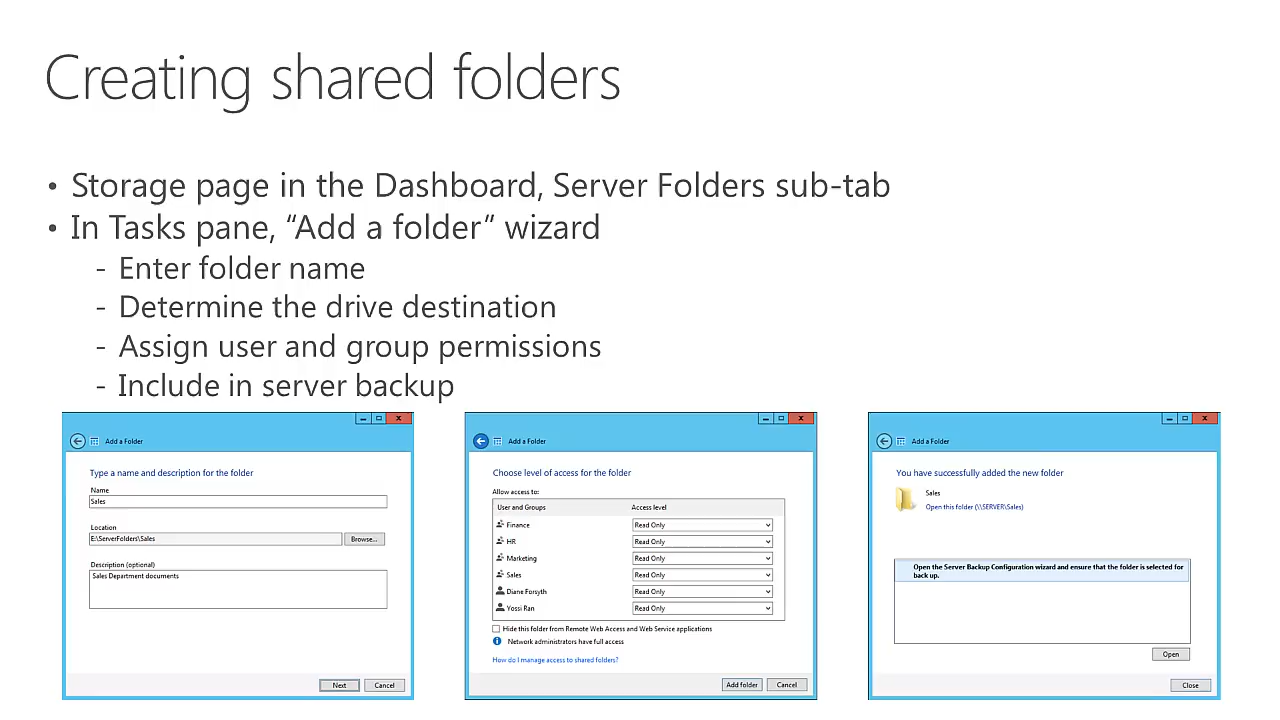 Creating shared folders
• Storage page in the Dashboard, Server Folders sub-tab
• In Tasks pane, “Add a folder” wizard
- Enter folder name
- Determine the drive destination
- Assign user and group permissions
- Include in server backup
Add a Folder
Type a name and description for the folder
Name
Sales
Location
E:\ServerFolders\Sales
Browse...
Description (optional)
Sales Department documents
Next
Cancel
Add a Folder
Choose level of access for the folder
Allow access to:
User and Groups Access level
Finance Read Only
HR Read Only
Marketing Read Only
Sales Read Only
Diane Forsyth Read Only
Yossi Ran Read Only
Hide this folder from Remote Web Access and Web Service applications
Network administrators have full access
How do I manage access to shared folders?
Add folder
Cancel
Add a Folder
You have successfully added the new folder
Sales
Open this folder (\\SERVER\Sales)
Open the Server Backup Configuration wizard and ensure that the folder is selected for
back up.
Open
Close